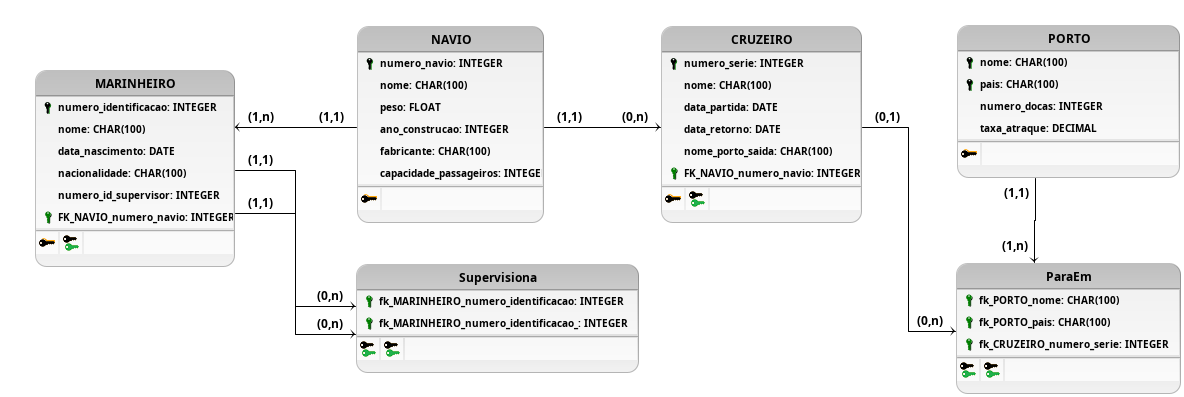 MARINHEIRO
numero_identificacao: INTEGER
nome: CHAR(100)
data_nascimento: DATE
nacionalidade: CHAR(100)
numero_id_supervisor: INTEGER
FK_NAVIO_numero_navio: INTEGER
(1,n)
(1,1)
(1,1)
(1,1)
NAVIO
numero_navio: INTEGER
nome: CHAR(100)
peso: FLOAT
ano_construcao: INTEGER
fabricante: CHAR(100)
capacidade_passageiros: INTEGE
(1,1)
(0,n)
CRUZEIRO
numero_serie: INTEGER
nome: CHAR(100)
data_partida: DATE
data_retorno: DATE
nome_porto_saida: CHAR(100)
FK_NAVIO_numero_navio: INTEGER
(0,1)
(0,n)
PORTO
nome: CHAR(100)
pais: CHAR(100)
numero_docas: INTEGER
taxa_atraque: DECIMAL
(1,1)
(1,n)
(0,n)
(0,n)
Supervisiona
fk_MARINHEIRO_numero_identificacao: INTEGER
fk_MARINHEIRO_numero_identificacao_: INTEGER
ParaEm
fk_PORTO_nome: CHAR(100)
fk_PORTO_pais: CHAR(100)
fk_CRUZEIRO_numero_serie: INTEGER